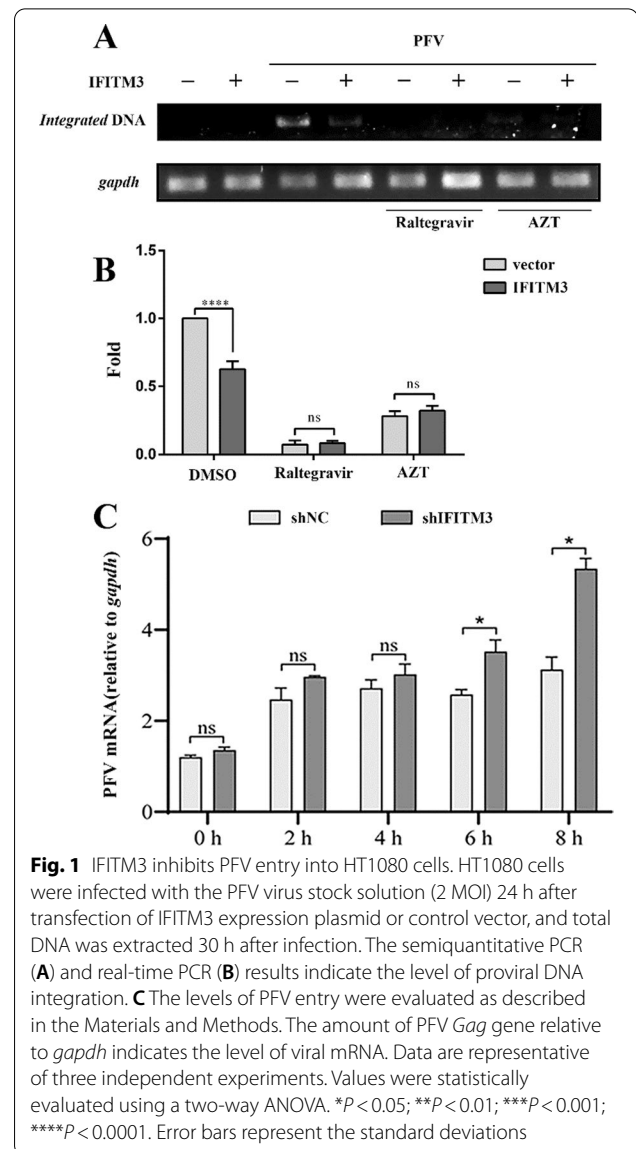 A
PFV
IFITM3 − + − + − + − +
Integrated DNA
gapdh
Raltegravir AZT
B
vector
IFITM3
Fold
1.5
1.0
0.5
0.0
****
ns
ns
DMSO Raltegravir AZT
C
shNC shIFITM3
PFV mRNA(relative to gapdh)
6
4
2
0
ns
ns
ns
*
*
0 h 2 h 4 h 6 h 8 h
Fig. 1 IFITM3 inhibits PFV entry into HT1080 cells. HT1080 cells
were infected with the PFV virus stock solution (2 MOI) 24 h after
transfection of IFITM3 expression plasmid or control vector, and total
DNA was extracted 30 h after infection. The semiquantitative PCR
(A) and real-time PCR (B) results indicate the level of proviral DNA
integration. C The levels of PFV entry were evaluated as described
in the Materials and Methods. The amount of PFV Gag gene relative
to gapdh indicates the level of viral mRNA. Data are representative
of three independent experiments. Values were statistically
evaluated using a two-way ANOVA. *P < 0.05; **P < 0.01; ***P < 0.001;
****P < 0.0001. Error bars represent the standard deviations